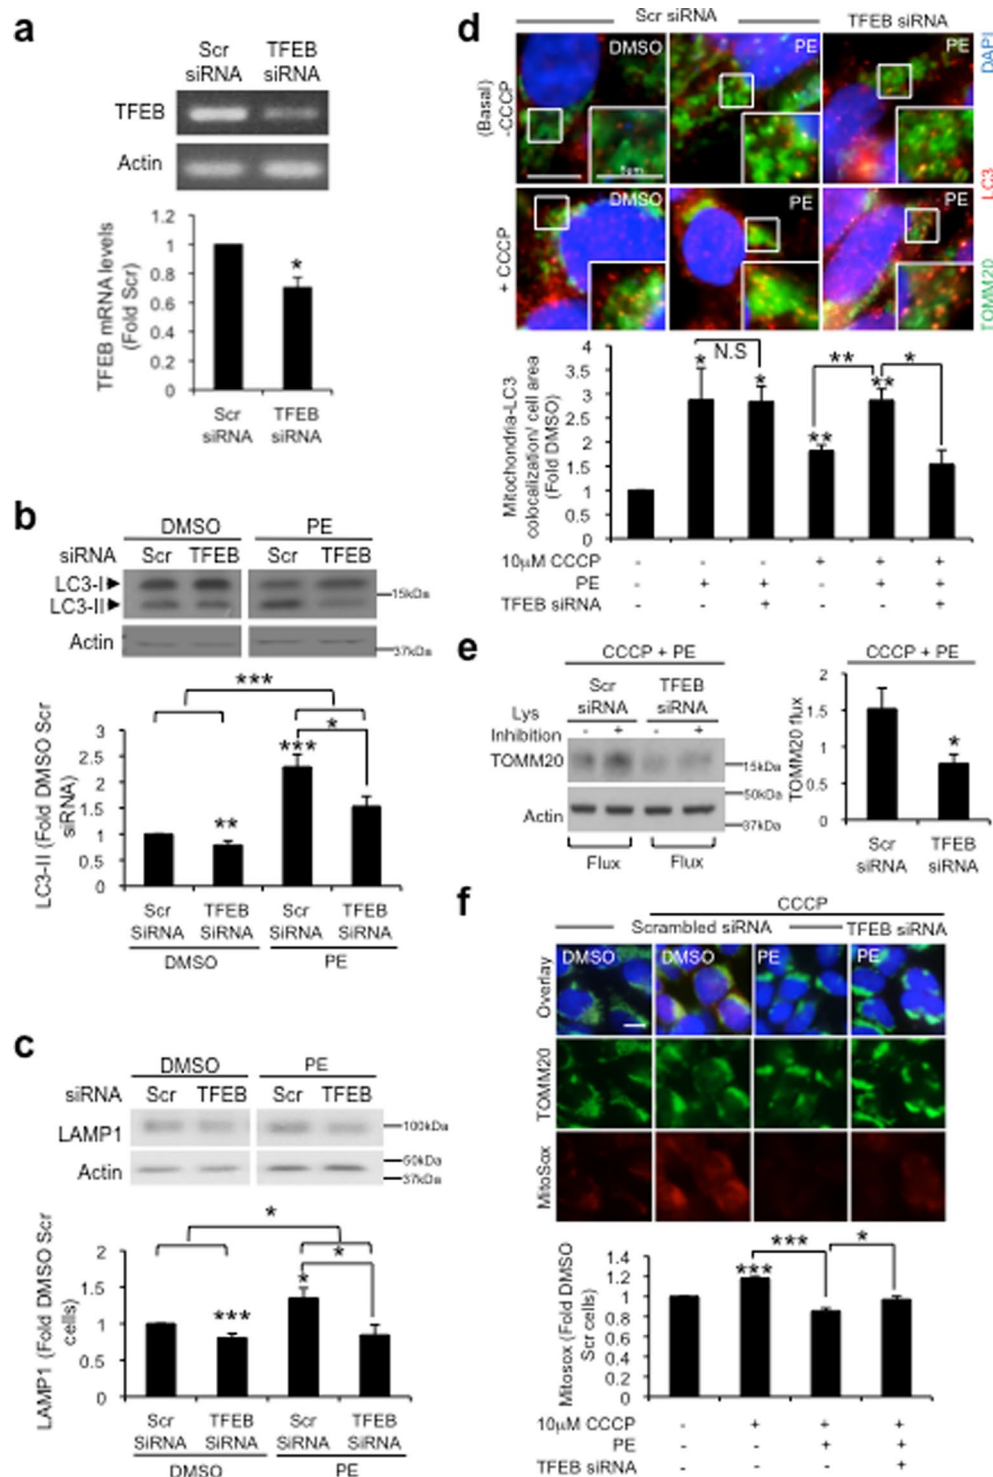 a
Scr siRNA TFEB siRNA
TFEB
Actin
TFEB mRNA levels (Fold Scr)
1.2
1
0.8
0.6
0.4
0.2
0
*
Scr siRNA TFEB siRNA
b
DMSO PE
siRNA Scr TFEB Scr TFEB
LC3-I
LC3-II
15kDa
Actin
37kDa
LC3-II (Fold DMSO Scr siRNA)
3
2.5
2
1.5
1
0.5
0
***
*
***
**
Scr SiRNA TFEB SiRNA Scr SiRNA TFEB SiRNA
DMSO PE
c
DMSO PE
siRNA Scr TFEB Scr TFEB
LAMP1
100kDa
Actin
50kDa
37kDa
LAMP1 (Fold DMSO Scr cells)
2
1.5
1
0.5
0
*
*
*
***
Scr SiRNA TFEB SiRNA Scr SiRNA TFEB SiRNA
DMSO PE
d
Scr siRNA TFEB siRNA
(Basal) -CCCP
DMSO PE PE
5µm
+ CCCP
DMSO PE PE
TOMM20 LC3 DAPI
Mitochondria-LC3 colocalization/ cell area (Fold DMSO)
4
3.5
3
2.5
2
1.5
1
0.5
0
N.S
* *
** *
** **
10µM CCCP - - - + + +
PE - + + - + +
TFEB siRNA - - + - - +
e
CCCP + PE
Scr siRNA TFEB siRNA
Lys Inhibition - + - +
TOMM20
15kDa
50kDa
Actin
37kDa
Flux Flux
CCCP + PE
TOMM20 flux
2
1.5
1
0.5
0
*
Scr siRNA TFEB siRNA
f
CCCP
Scrambled siRNA TFEB siRNA
DMSO DMSO PE PE
Overlay
TOMM20
MitoSox
Mitosox (Fold DMSO Scr cells)
1.4
1.2
1
0.8
0.6
0.4
0.2
0
*** *
***
10µM CCCP - + + +
PE - - + +
TFEB siRNA - - - +